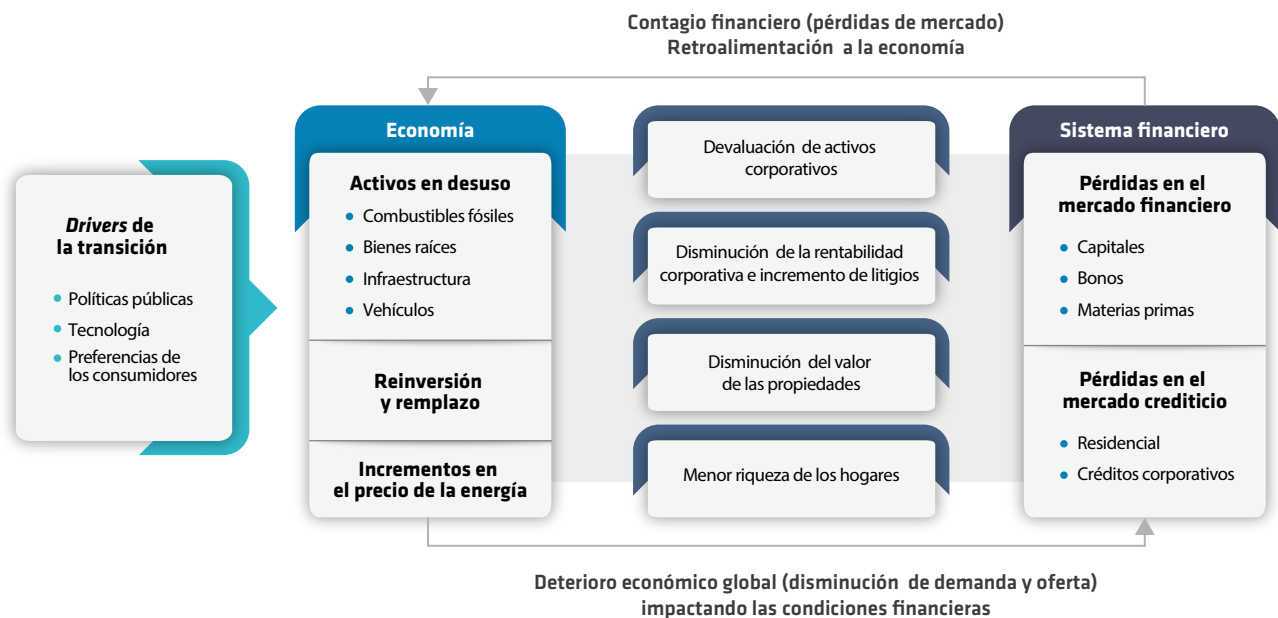 Contagio financiero (pérdidas de mercado)
Retroalimentación a la economía
Drivers de
la transición
Políticas públicas
Tecnología
Preferencias de
los consumidores
Economía
Activos en desuso
Combustibles fósiles
Bienes raíces
Infraestructura
Vehículos
Reinversión
y remplazo
Incrementos en
el precio de la energía
Devaluación de activos
corporativos
Disminución de la rentabilidad
corporativa e incremento de litigios
Disminución del valor
de las propiedades
Menor riqueza de los hogares
Sistema financiero
Pérdidas en el
mercado financiero
Capitales
Bonos
Materias primas
Pérdidas en el
mercado crediticio
Residencial
Créditos corporativos
Deterioro económico global (disminución de demanda y oferta)
impactando las condiciones financieras